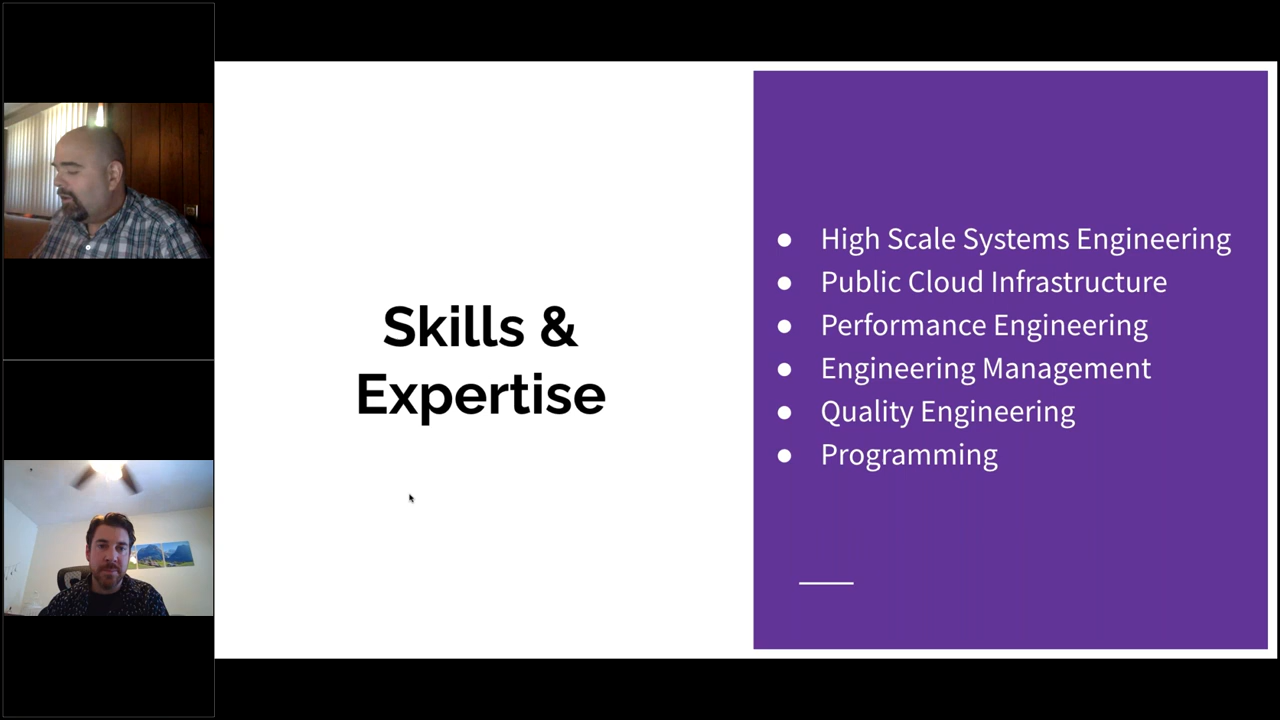 Skills &
Expertise
● High Scale Systems Engineering
● Public Cloud Infrastructure
● Performance Engineering
● Engineering Management
● Quality Engineering
● Programming